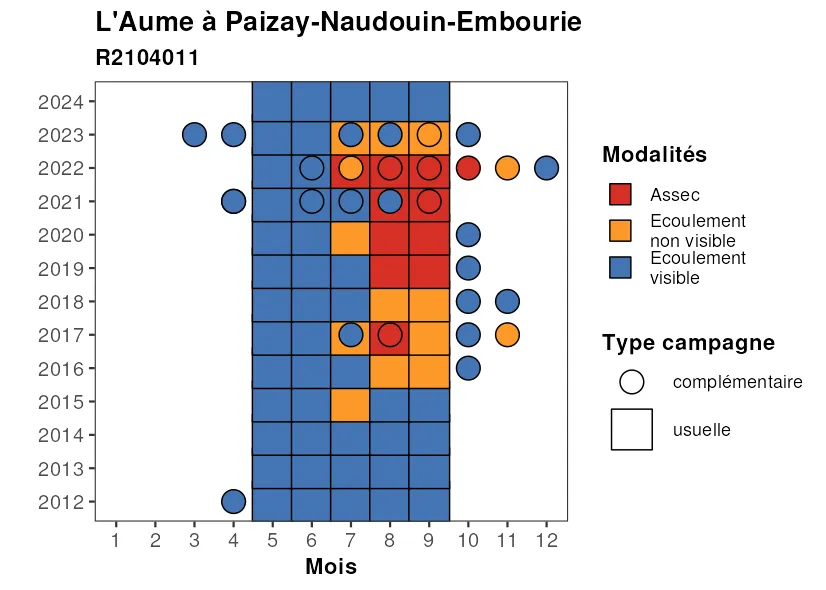 L'Aume à Paizay-Naudouin-Embourie
R2104011
2024
2023
2022
2021
2020
2019
2018
2017
2016
2015
2014
2013
2012
1 2 3 4 5 6 7 8 9 10 11 12
Mois
Modalités
Assec
Ecoulement
non visible
Ecoulement
visible
Type campagne
complémentaire
usuelle